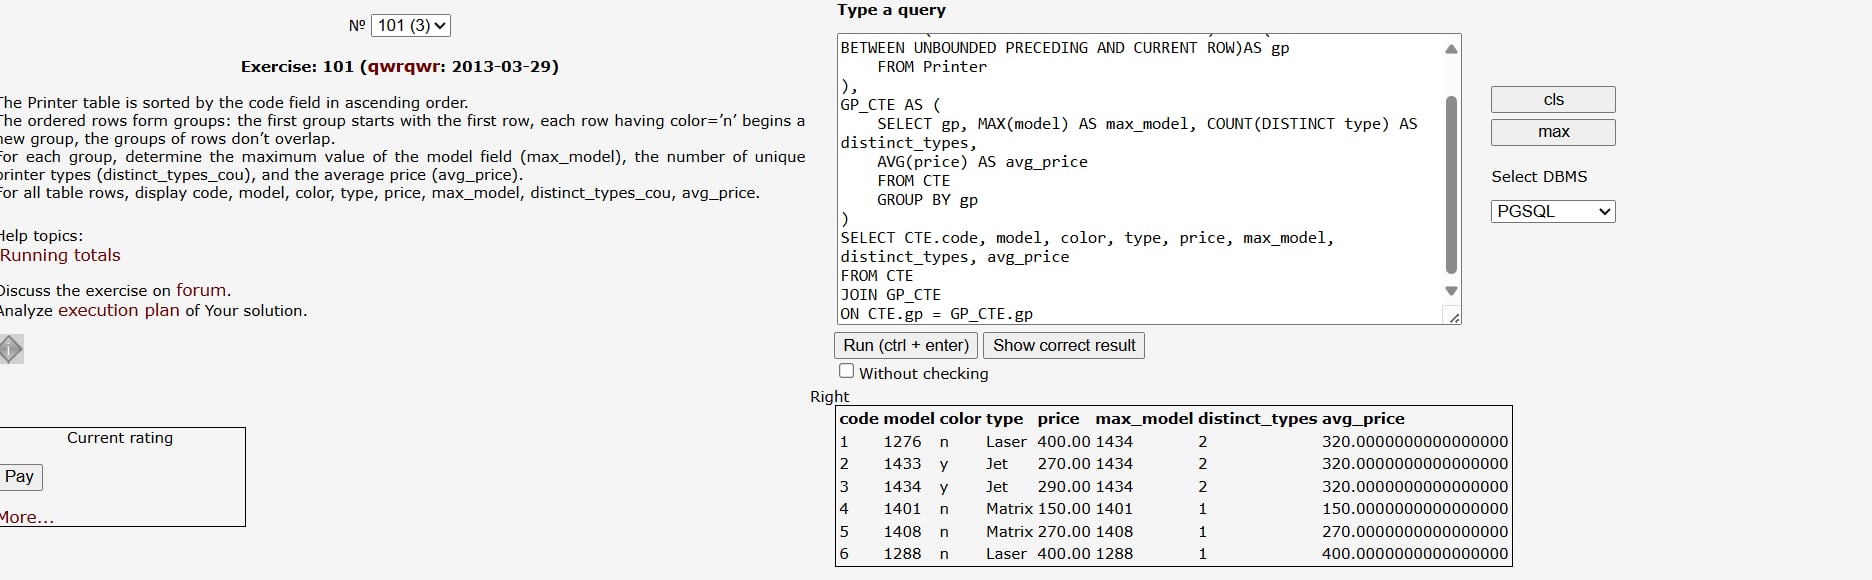 № 101 (3)
Exercise: 101 (qwrqwr: 2013-03-29)
The Printer table is sorted by the code field in ascending order.
The ordered rows form groups: the first group starts with the first row, each row having color=’n’ begins a
new group, the groups of rows don’t overlap.
For each group, determine the maximum value of the model field (max_model), the number of unique
printer types (distinct_types_cou), and the average price (avg_price).
For all table rows, display code, model, color, type, price, max_model, distinct_types_cou, avg_price.
Help topics:
Running totals
Discuss the exercise on forum.
Analyze execution plan of Your solution.
Current rating
Pay
More...
Type a query
BETWEEN UNBOUNDED PRECEDING AND CURRENT ROW)AS gp
FROM Printer
),
GP_CTE AS (
SELECT gp, MAX(model) AS max_model, COUNT(DISTINCT type) AS
distinct_types,
AVG(price) AS avg_price
FROM CTE
GROUP BY gp
)
SELECT CTE.code, model, color, type, price, max_model,
distinct_types, avg_price
FROM CTE
JOIN GP_CTE
ON CTE.gp = GP_CTE.gp
Run (ctrl + enter) Show correct result
Without checking
Right
code model color type price max_model distinct_types avg_price
1 1276 n Laser 400.00 1434 2 320.0000000000000000
2 1433 y Jet 270.00 1434 2 320.0000000000000000
3 1434 y Jet 290.00 1434 2 320.0000000000000000
4 1401 n Matrix 150.00 1401 1 150.0000000000000000
5 1408 n Matrix 270.00 1408 1 270.0000000000000000
6 1288 n Laser 400.00 1288 1 400.0000000000000000
cls
max
Select DBMS
PGSQL